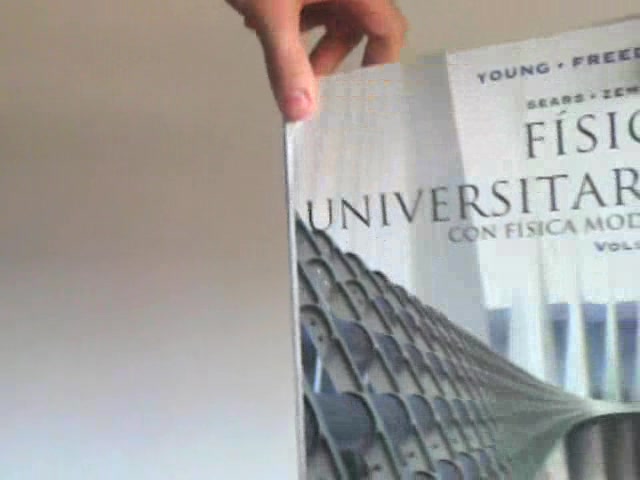 YOUNG • FREED
SEARS • ZEM
FÍSIC
UNIVERSITAR
CON FÍSICA MOD
VOL